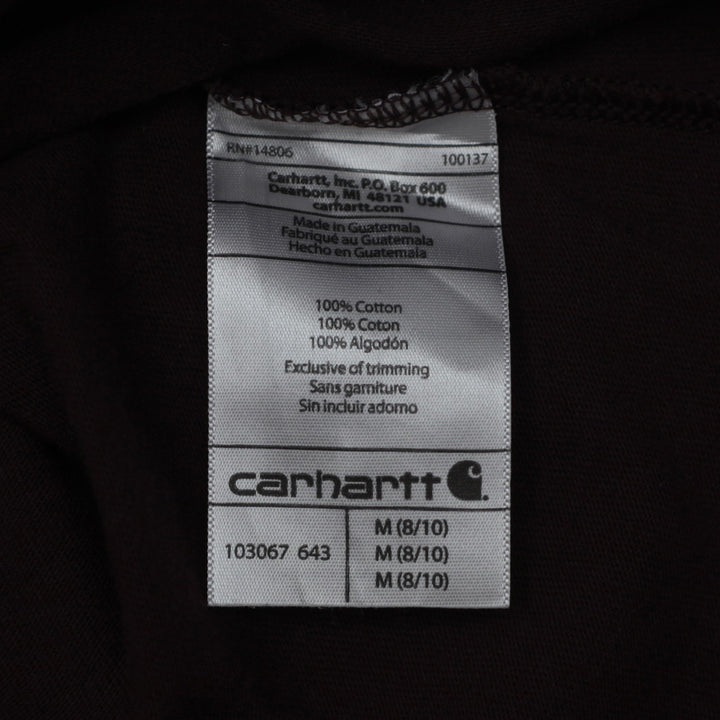 RN#14806 100137
Carhartt, Inc. P.O. Box 600
Dearborn, MI 48121 USA
carhartt.com
Made in Guatemala
Fabriqué au Guatemala
Hecho en Guatemala
100% Cotton
100% Coton
100% Algodón
Exclusive of trimming
Sans garniture
Sin incluir adorno
carhartt
103067 643
M (8/10)
M (8/10)
M (8/10)